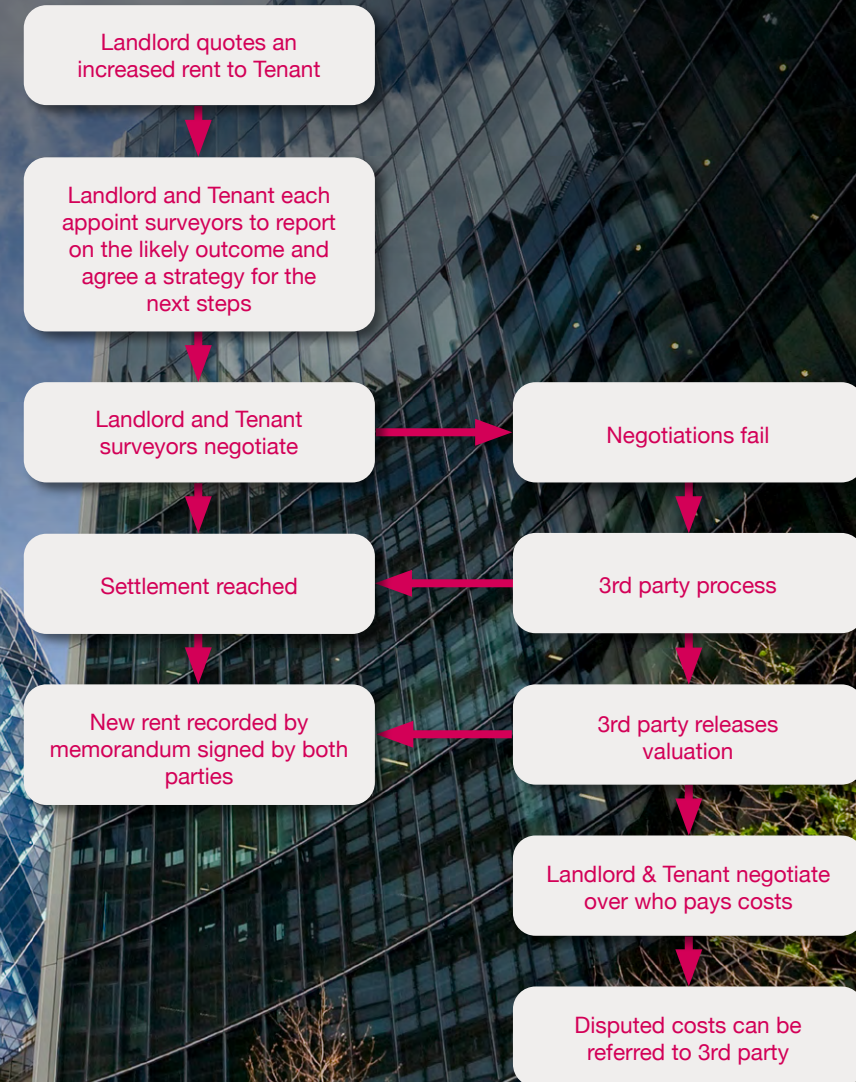 Landlord quotes an
increased rent to Tenant
Landlord and Tenant each
appoint surveyors to report
on the likely outcome and
agree a strategy for the
next steps
Landlord and Tenant
surveyors negotiate
Negotiations fail
Settlement reached
3rd party process
New rent recorded by
memorandum signed by both
parties
3rd party releases
valuation
Landlord & Tenant negotiate
over who pays costs
Disputed costs can be
referred to 3rd party